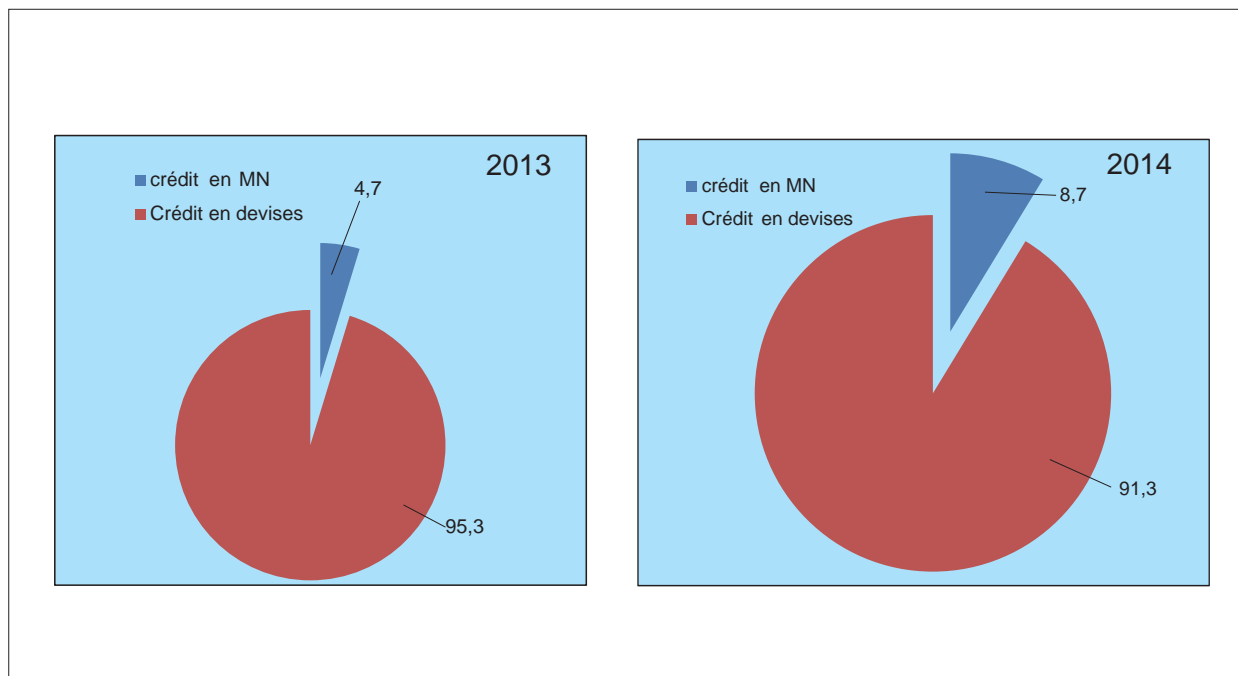 2013
crédit en MN
4,7
Crédit en devises
95,3
2014
crédit en MN
8,7
Crédit en devises
91,3